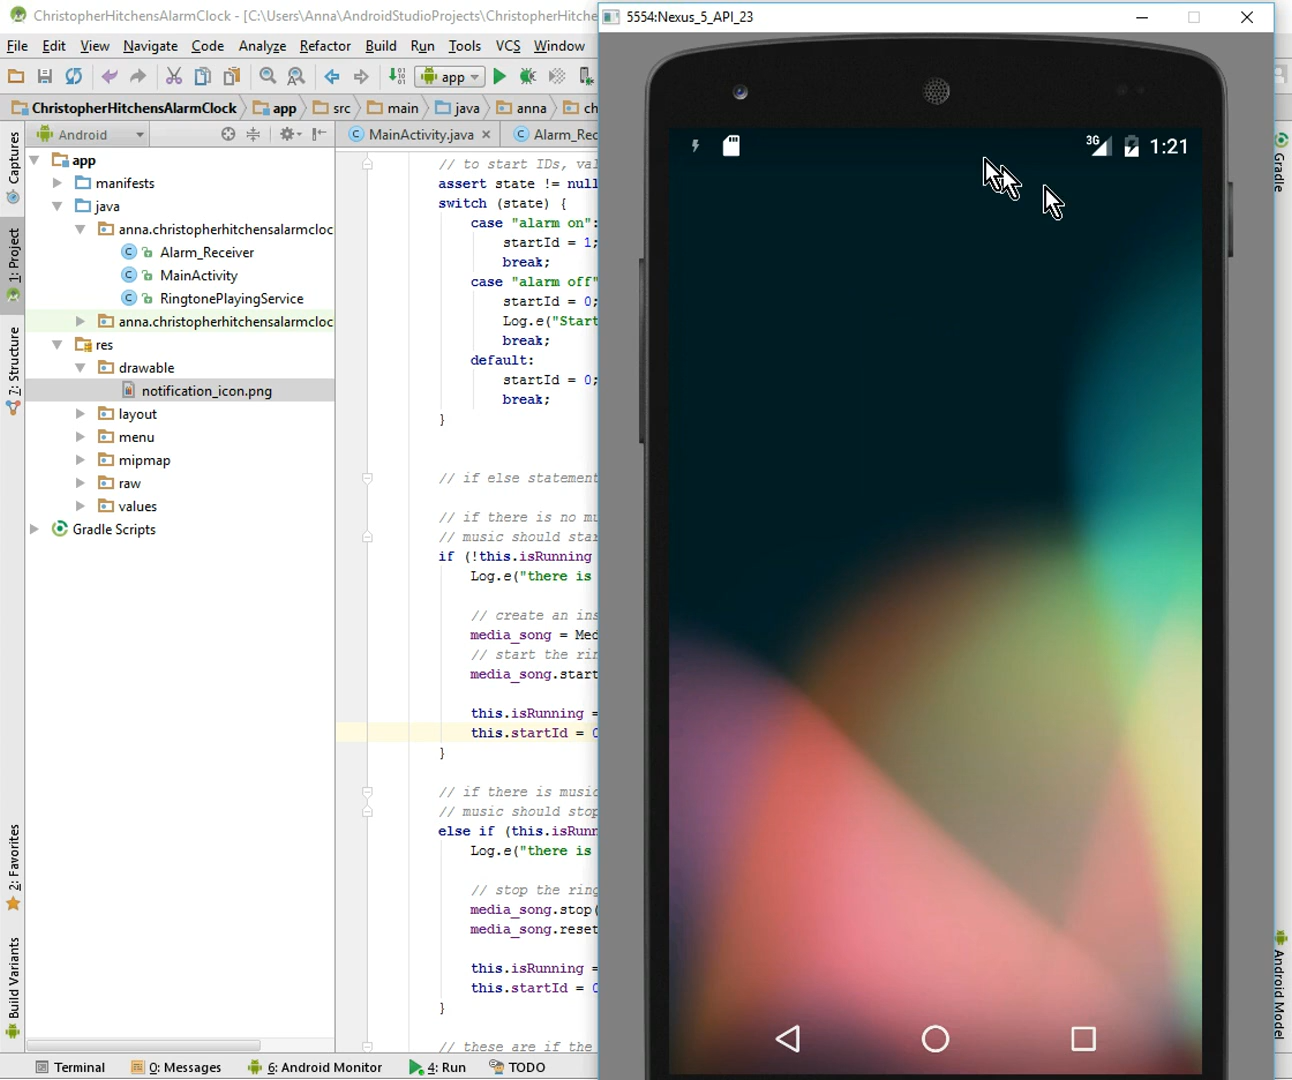 ChristopherHitchensAlarmClock - [C:\Users\Anna\AndroidStudioProjects\ChristopherHitche
File Edit View Navigate Code Analyze Refactor Build Run Tools VCS Window
app
ChristopherHitchensAlarmClock app src main java anna ch
Android
MainActivity.java
Alarm_Rec
app
manifests
java
anna.christopherhitchensalarmcloc
Alarm_Receiver
MainActivity
RingtonePlayingService
anna.christopherhitchensalarmcloc
res
drawable
notification_icon.png
layout
menu
mipmap
raw
values
Gradle Scripts
Captures
1: Project
7: Structure
2: Favorites
Build Variants
// to start IDs, val
assert state != null
switch (state) {
case "alarm on":
startId = 1;
break;
case "alarm off"
startId = 0;
Log.e("Start
break;
default:
startId = 0;
break;
}
// if else statement
// if there is no mu
// music should star
if (!this.isRunning
Log.e("there is
// create an ins
media_song = Med
// start the rin
media_song.start
this.isRunning =
this.startId = 0
}
// if there is music
// music should stop
else if (this.isRunn
Log.e("there is
// stop the ring
media_song.stop(
media_song.reset
this.isRunning =
this.startId = 0
}
// these are if the
5554:Nexus_5_API_23
3G
1:21
Gradle
Android Model
Terminal 0: Messages 6: Android Monitor 4: Run TODO